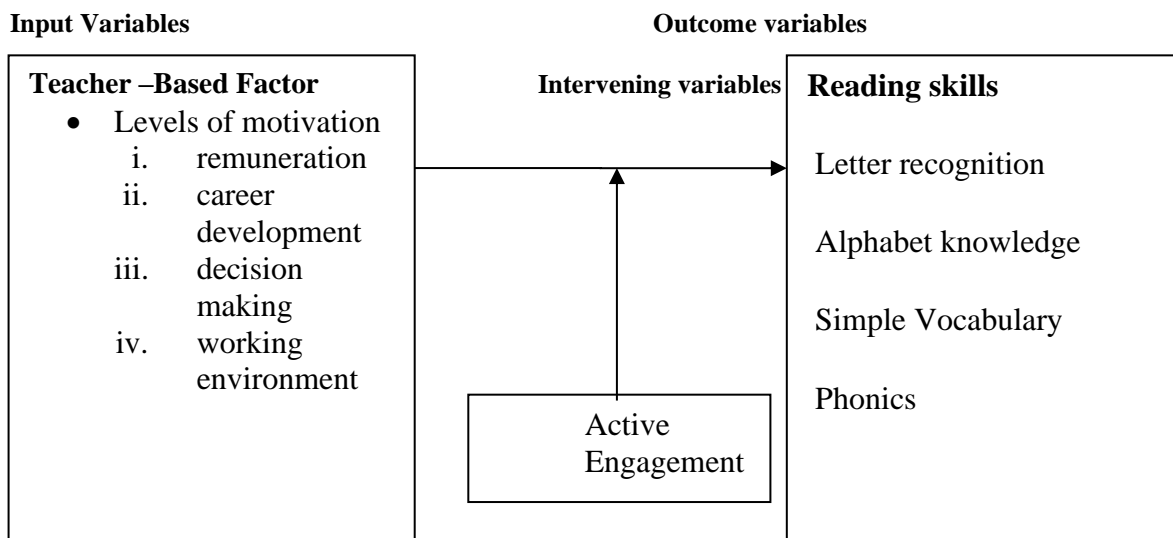 Input Variables
Outcome variables
Teacher –Based Factor
• Levels of motivation
i. remuneration
ii. career
development
iii. decision
making
iv. working
environment
Intervening variables
Active
Engagement
Reading skills
Letter recognition
Alphabet knowledge
Simple Vocabulary
Phonics